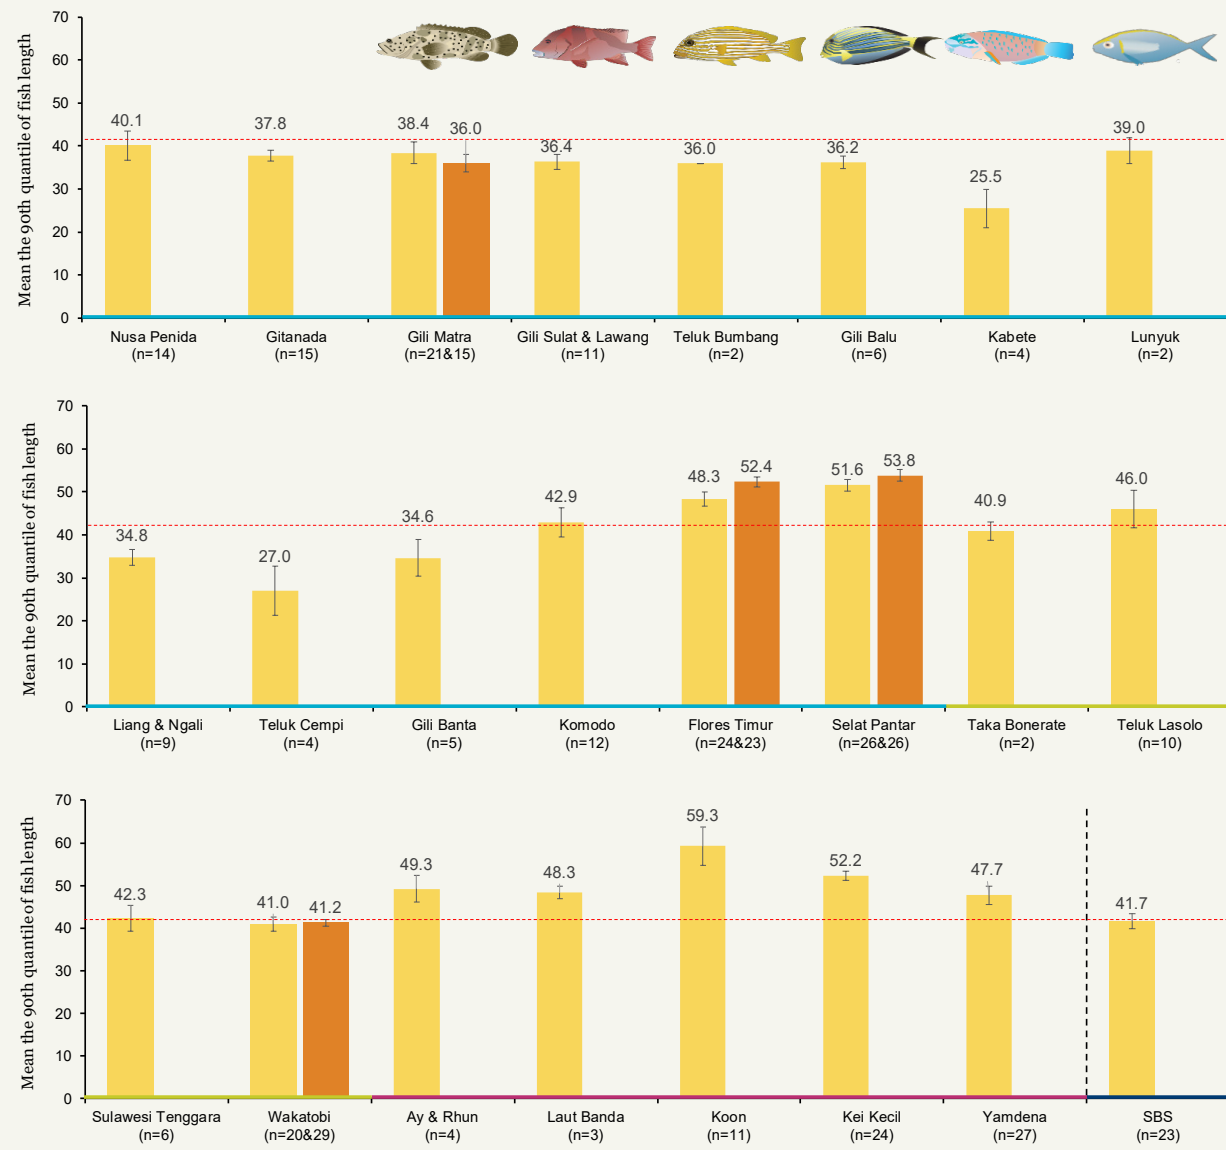 Mean the 90th quantile of fish length
70
60
50
40
30
20
10
0
40.1
37.8
38.4
36.0
36.4
36.0
36.2
25.5
39.0
Nusa Penida
(n=14)
Gitanada
(n=15)
Gili Matra
(n=21&15)
Gili Sulat & Lawang
(n=11)
Teluk Bumbang
(n=2)
Gili Balu
(n=6)
Kabete
(n=4)
Lunyuk
(n=2)
Mean the 90th quantile of fish length
70
60
50
40
30
20
10
0
34.8
27.0
34.6
42.9
48.3
52.4
51.6
53.8
40.9
46.0
Liang & Ngali
(n=9)
Teluk Cempi
(n=4)
Gili Banta
(n=5)
Komodo
(n=12)
Flores Timur
(n=24&23)
Selat Pantar
(n=26&26)
Taka Bonerate
(n=2)
Teluk Lasolo
(n=10)
Mean the 90th quantile of fish length
70
60
50
40
30
20
10
0
42.3
41.0
41.2
49.3
48.3
59.3
52.2
47.7
41.7
Sulawesi Tenggara
(n=6)
Wakatobi
(n=20&29)
Ay & Rhun
(n=4)
Laut Banda
(n=3)
Koon
(n=11)
Kei Kecil
(n=24)
Yamdena
(n=27)
SBS
(n=23)